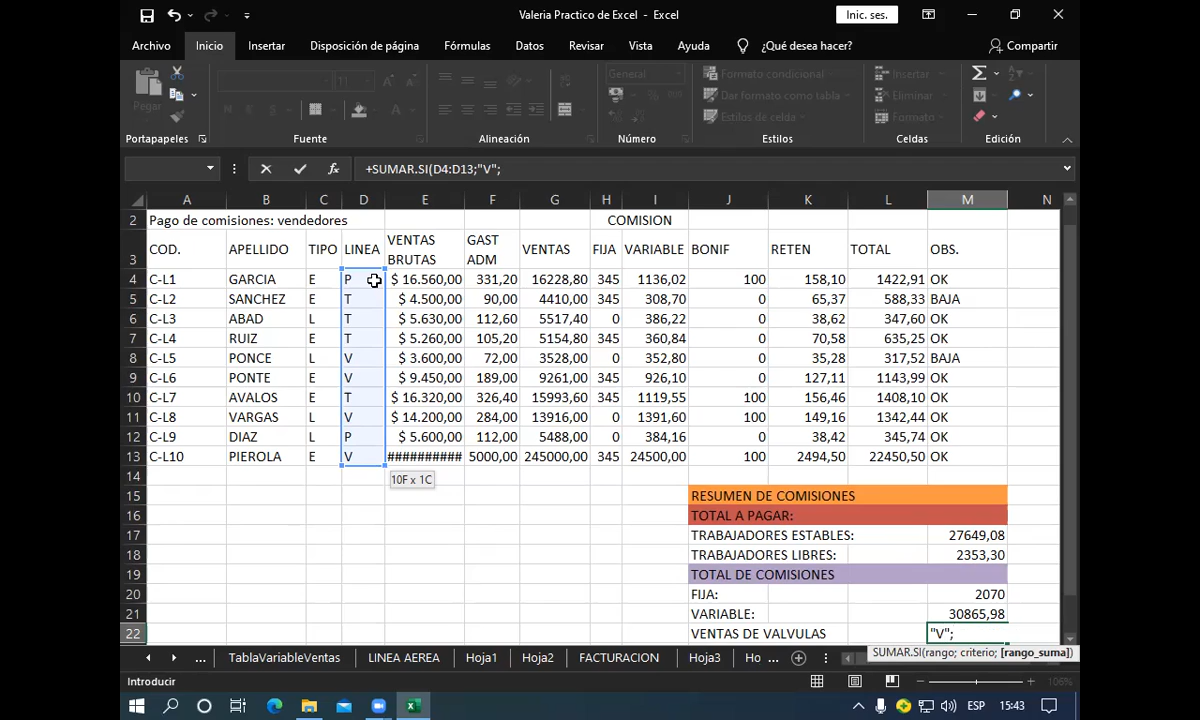 Valeria Practico de Excel - Excel
Inic. ses.
Archivo Inicio Insertar Disposición de página Fórmulas Datos Revisar Vista Ayuda ¿Qué desea hacer? Compartir
Pegar
11
General
Formato condicional
Dar formato como tabla
Estilos de celda
Insertar
Eliminar
Formato
Portapapeles Fuente Alineación Número Estilos Celdas Edición
+SUMAR.SI(D4:D13;"V";
A B C D E F G H I J K L M N
2 Pago de comisiones: vendedores COMISION
3 COD. APELLIDO TIPO LINEA VENTAS BRUTAS GAST ADM VENTAS FIJA VARIABLE BONIF RETEN TOTAL OBS.
4 C-L1 GARCIA E P $ 16.560,00 331,20 16228,80 345 1136,02 100 158,10 1422,91 OK
5 C-L2 SANCHEZ E T $ 4.500,00 90,00 4410,00 345 308,70 0 65,37 588,33 BAJA
6 C-L3 ABAD L T $ 5.630,00 112,60 5517,40 0 386,22 0 38,62 347,60 OK
7 C-L4 RUIZ E T $ 5.260,00 105,20 5154,80 345 360,84 0 70,58 635,25 OK
8 C-L5 PONCE L V $ 3.600,00 72,00 3528,00 0 352,80 0 35,28 317,52 BAJA
9 C-L6 PONTE E V $ 9.450,00 189,00 9261,00 345 926,10 0 127,11 1143,99 OK
10 C-L7 AVALOS E T $ 16.320,00 326,40 15993,60 345 1119,55 100 156,46 1408,10 OK
11 C-L8 VARGAS L V $ 14.200,00 284,00 13916,00 0 1391,60 100 149,16 1342,44 OK
12 C-L9 DIAZ L P $ 5.600,00 112,00 5488,00 0 384,16 0 38,42 345,74 OK
13 C-L10 PIEROLA E V ########## 5000,00 245000,00 345 24500,00 100 2494,50 22450,50 OK
14 10F x 1C
15 RESUMEN DE COMISIONES
16 TOTAL A PAGAR:
17 TRABAJADORES ESTABLES: 27649,08
18 TRABAJADORES LIBRES: 2353,30
19 TOTAL DE COMISIONES
20 FIJA: 2070
21 VARIABLE: 30865,98
22 VENTAS DE VALVULAS "V";
SUMAR.SI(rango; criterio; [rango_suma])
... TablaVariableVentas LINEA AEREA Hoja1 Hoja2 FACTURACION Hoja3 Ho ...
Introducir 106%
ESP 15:43